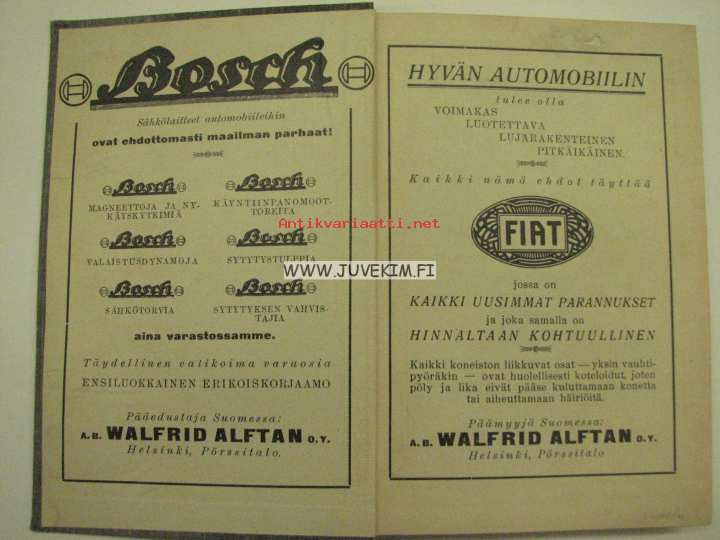 Bosch
Sähkölaitteet automobiileihin
ovat ehdottomasti maailman parhaat!
Bosch
MAGNEETTOJA JA NY-
KÄYSKYTKIMIÄ
Bosch
KÄYNTIINPANOMOOT-
TOREITA
Bosch
VALAISTUSDYNAMOJA
Bosch
SYTYTYSTULPPIA
Bosch
SÄHKÖTORVIA
Bosch
SYTYTYKSEN VAHVIS-
TAJIA
aina varastossamme.
Täydellinen valikoima varaosia
ENSILUOKKAINEN ERIKOISKORJAAMO
Pääedustaja Suomessa:
A.B. WALFRID ALFTAN O.Y.
Helsinki, Pörssitalo.
HYVÄN AUTOMOBIILIN
tulee olla
VOIMAKAS
LUOTETTAVA
LUJARAKENTEINEN
PITKÄIKÄINEN.
Kaikki nämä ehdot täyttää
FIAT
jossa on
KAIKKI UUSIMMAT PARANNUKSET
ja joka samalla on
HINNALTAAN KOHTUULLINEN
Kaikki koneiston liikkuvat osat — yksin vauhti-
pyöräkin — ovat huolellisesti koteloidut, joten
pöly ja lika eivät pääse kuluttamaan konetta
tai aiheuttamaan häiriöitä.
Päämyyjä Suomessa:
A.B. WALFRID ALFTAN O.Y.
Helsinki, Pörssitalo
Antikvariaatti.net
WWW.JUVEKIM.FI